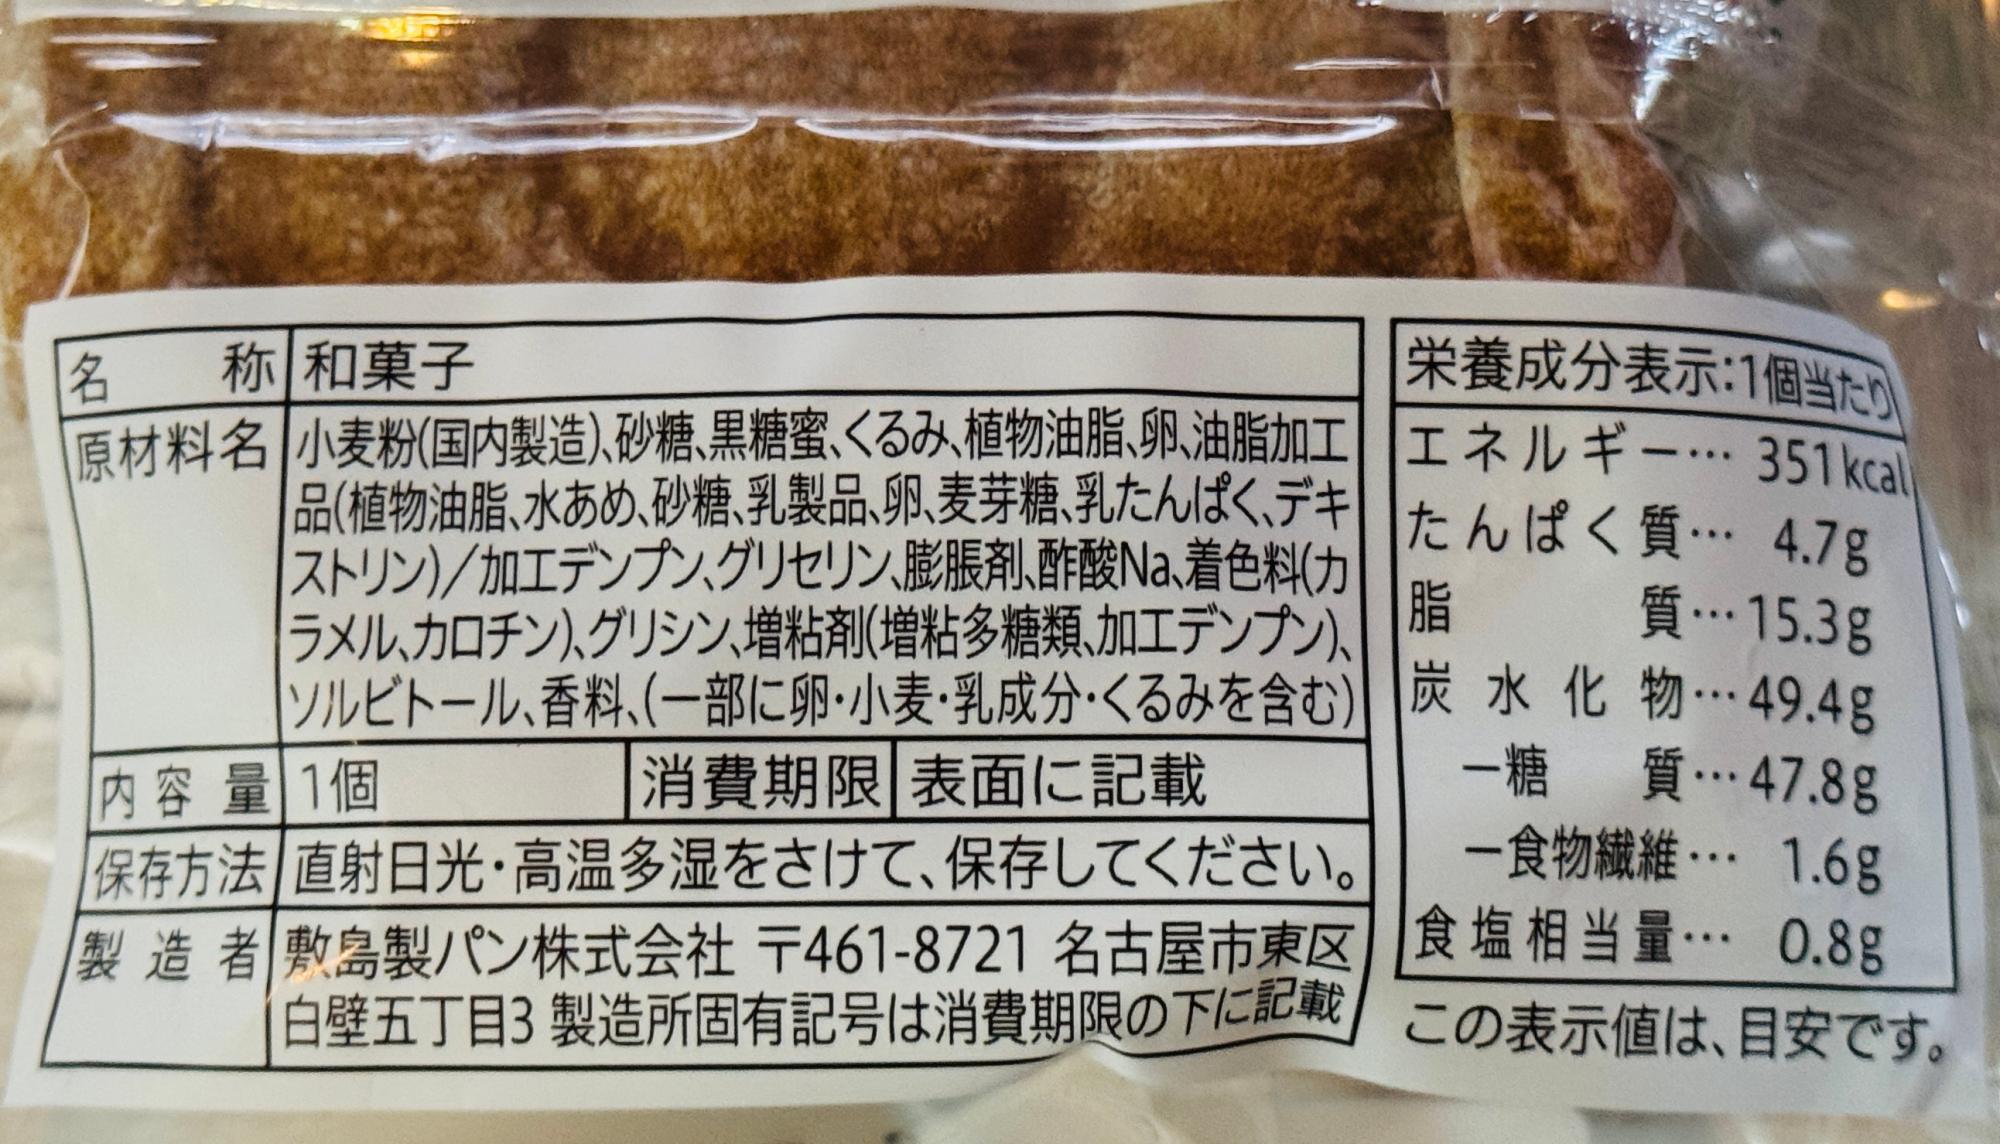 名称 和菓子
原材料名 小麦粉(国内製造)、砂糖、黒糖蜜、くるみ、植物油脂、卵、油脂加工
品(植物油脂、水あめ、砂糖、乳製品、卵、麦芽糖、乳たんぱく、デキ
ストリン)/加工デンプン、グリセリン、膨脹剤、酢酸Na、着色料(カ
ラメル、カロチン)、グリシン、増粘剤(増粘多糖類、加工デンプン)、
ソルビトール、香料、(一部に卵・小麦・乳成分・くるみを含む)
内容量 1個 消費期限 表面に記載
保存方法 直射日光・高温多湿をさけて、保存してください。
製造者 敷島製パン株式会社 〒461-8721 名古屋市東区
白壁五丁目3 製造所固有記号は消費期限の下に記載
栄養成分表示:1個当たり
エネルギー… 351kcal
たんぱく質… 4.7g
脂質…15.3g
炭水化物…49.4g
ー糖質…47.8g
ー食物繊維… 1.6g
食塩相当量… 0.8g
この表示値は、目安です。